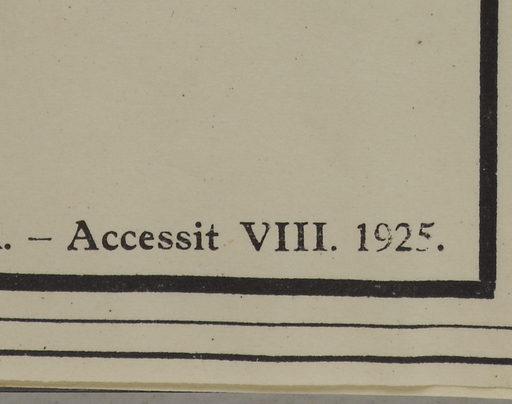 . – Accessit VIII. 1925.